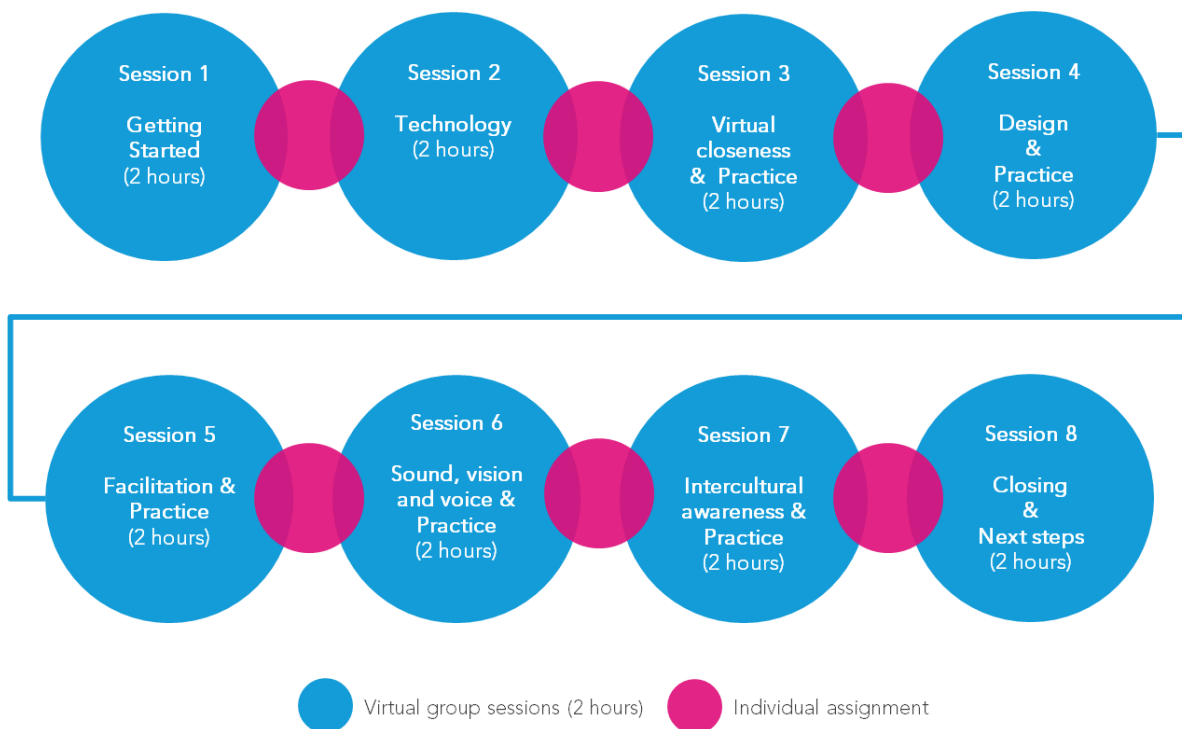 Session 1
Getting
Started
(2 hours)
Session 2
Technology
(2 hours)
Session 3
Virtual
closeness
& Practice
(2 hours)
Session 4
Design
&
Practice
(2 hours)
Session 5
Facilitation &
Practice
(2 hours)
Session 6
Sound, vision
and voice &
Practice
(2 hours)
Session 7
Intercultural
awareness &
Practice
(2 hours)
Session 8
Closing
&
Next steps
(2 hours)
Virtual group sessions (2 hours)
Individual assignment